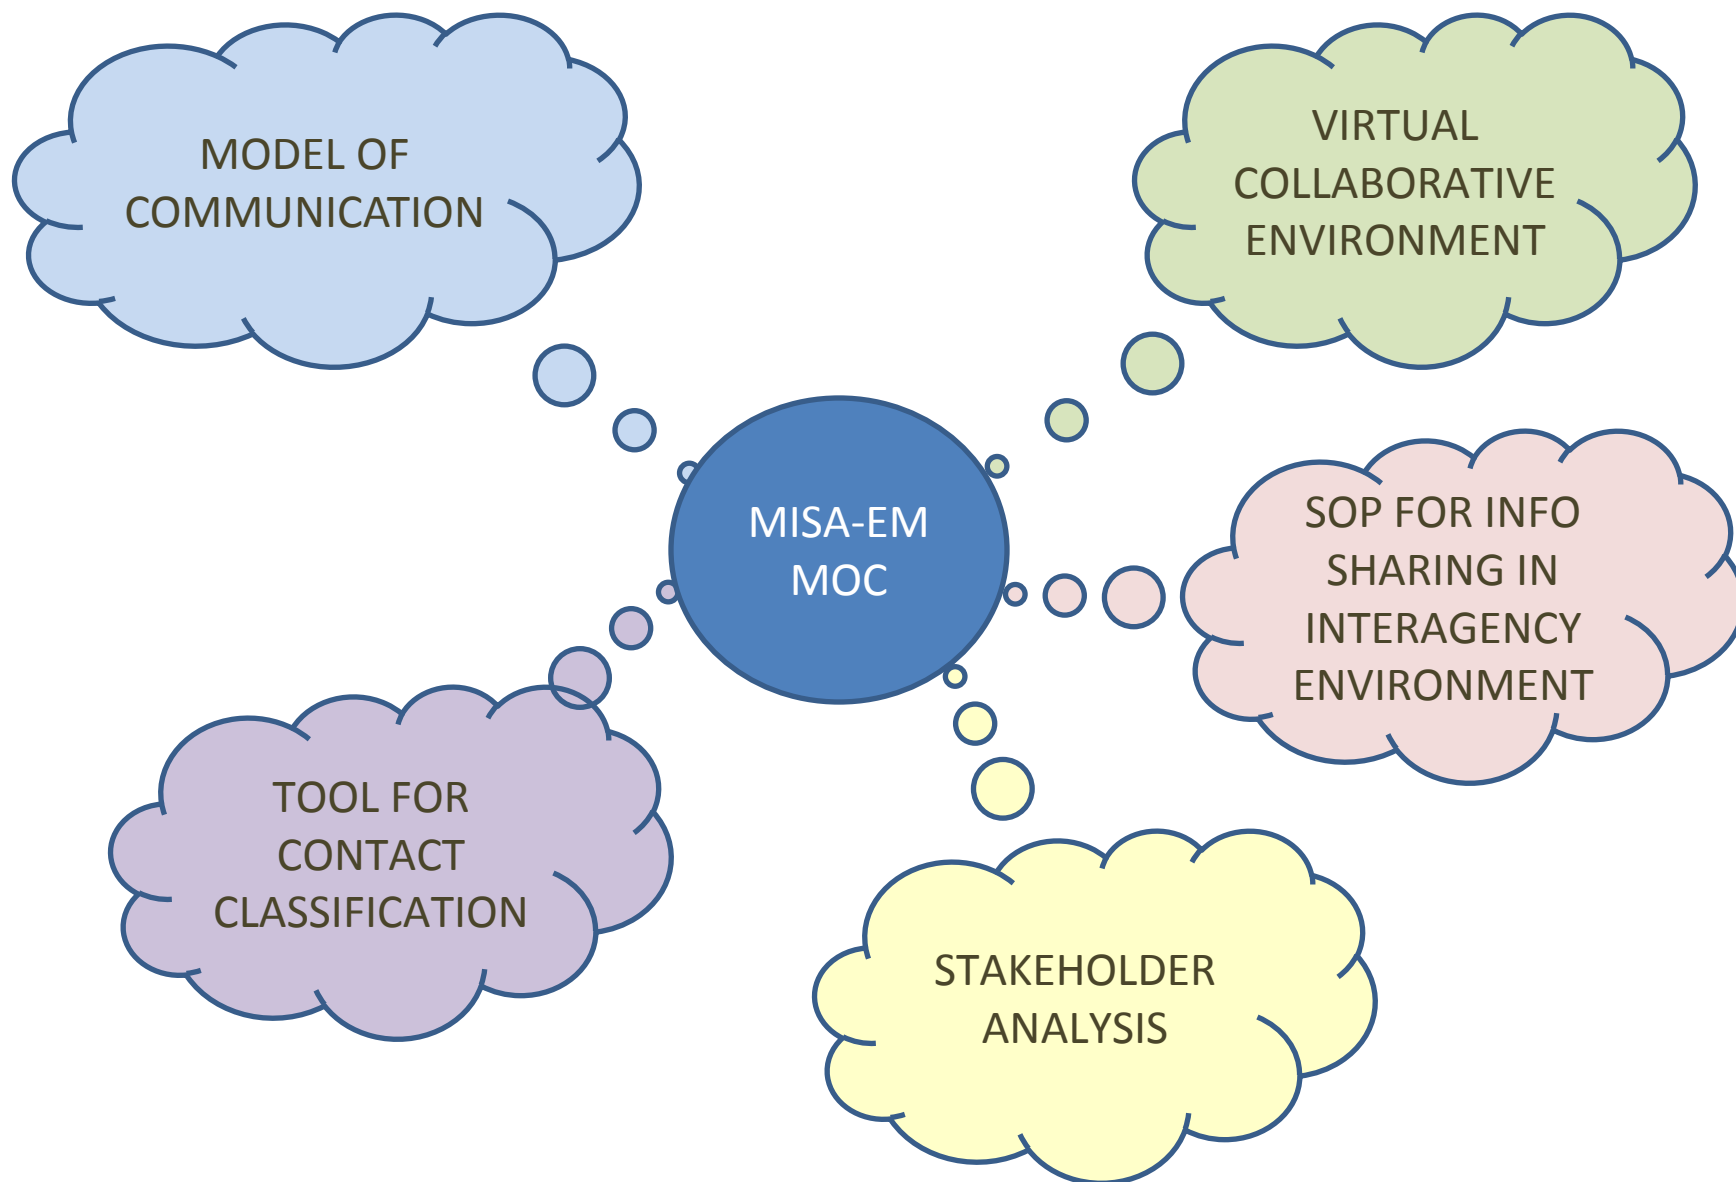 MODEL OF
COMMUNICATION
VIRTUAL
COLLABORATIVE
ENVIRONMENT
MISA-EM
MOC
SOP FOR INFO
SHARING IN
INTERAGENCY
ENVIRONMENT
TOOL FOR
CONTACT
CLASSIFICATION
STAKEHOLDER
ANALYSIS